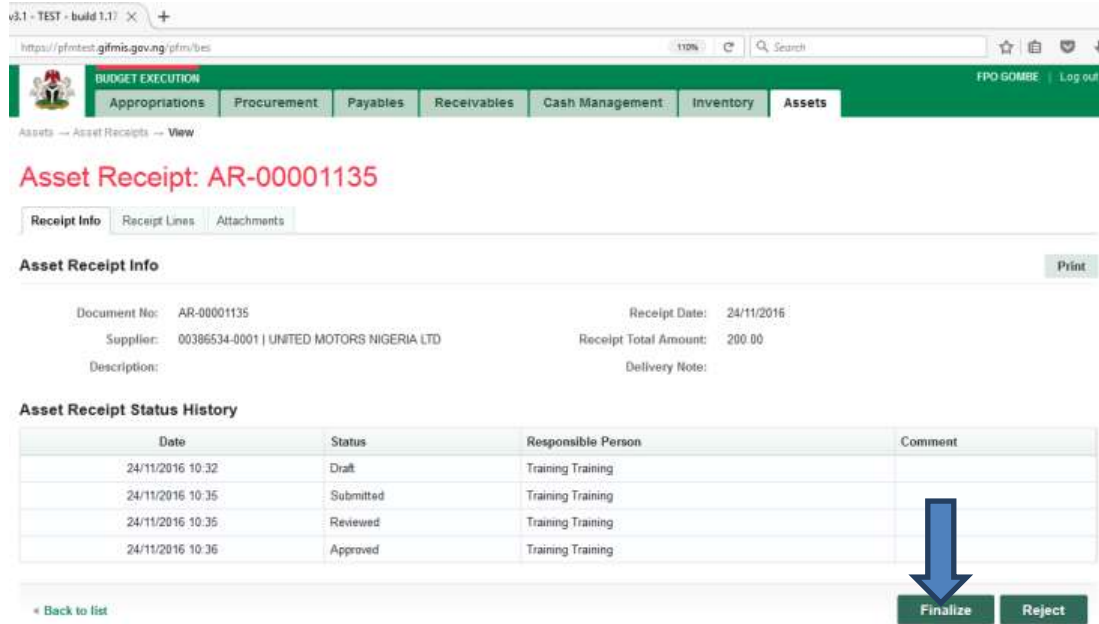 v3.1 - TEST - build 1.17
https://pfmtest.gifmis.gov.ng/pfm/bes 110% Search
BUDGET EXECUTION FPO GOMBE | Log out
Appropriations Procurement Payables Receivables Cash Management Inventory Assets
Assets → Asset Receipts → View
Asset Receipt: AR-00001135
Receipt Info Receipt Lines Attachments
Asset Receipt Info Print
Document No: AR-00001135 Receipt Date: 24/11/2016
Supplier: 00386534-0001 | UNITED MOTORS NIGERIA LTD Receipt Total Amount: 200.00
Description: Delivery Note:
Asset Receipt Status History
Date Status Responsible Person Comment
24/11/2016 10:32 Draft Training Training
24/11/2016 10:35 Submitted Training Training
24/11/2016 10:35 Reviewed Training Training
24/11/2016 10:36 Approved Training Training
« Back to list Finalize Reject